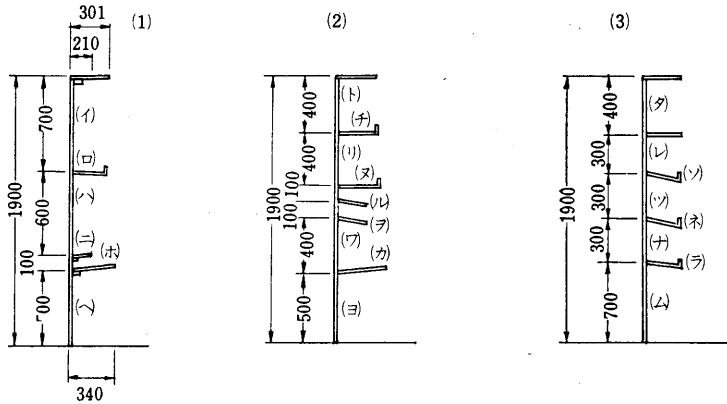 (1)
301
210
700
600
100
1900
340
(イ)
(ロ)
(ハ)
(ニ)
(ホ)
(ヘ)
(2)
400
400
100
100
400
500
1900
(ト)
(チ)
(リ)
(ヌ)
(ル)
(ヲ)
(ワ)
(カ)
(ヨ)
(3)
400
300
300
300
700
1900
(タ)
(レ)
(ソ)
(ツ)
(ネ)
(ナ)
(ラ)
(ム)